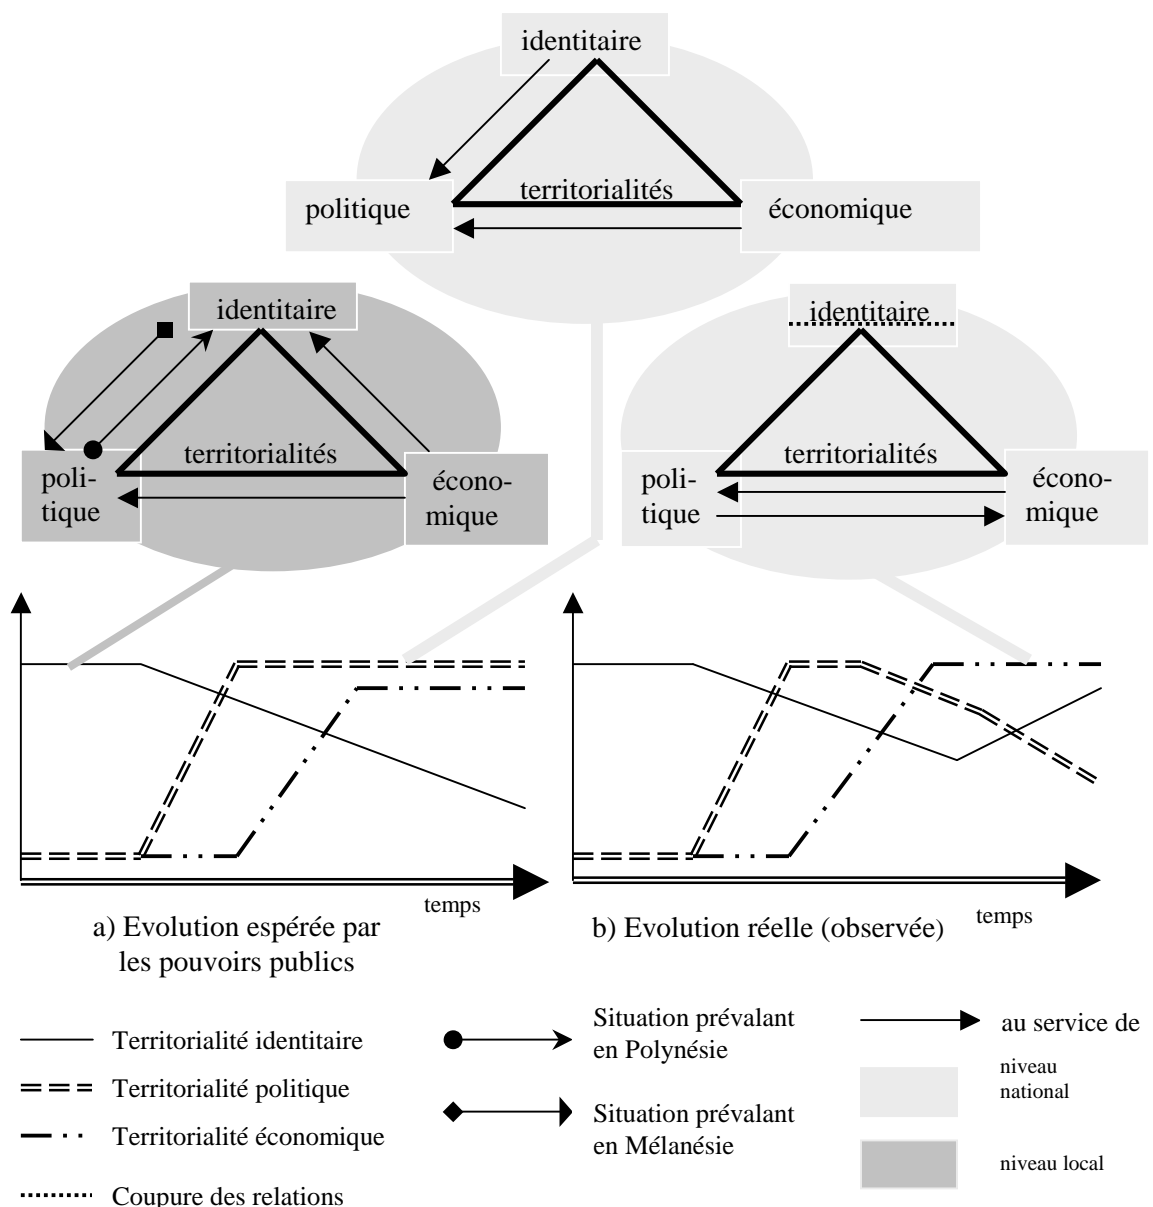 identitaire
territorialités
politique
économique
identitaire
territorialités
poli-
tique
écono-
mique
identitaire
territorialités
poli-
tique
écono-
mique
temps
a) Evolution espérée par
les pouvoirs publics
temps
b) Evolution réelle (observée)
Territorialité identitaire
Territorialité politique
Territorialité économique
Coupure des relations
Situation prévalant
en Polynésie
Situation prévalant
en Mélanésie
au service de
niveau
national
niveau local